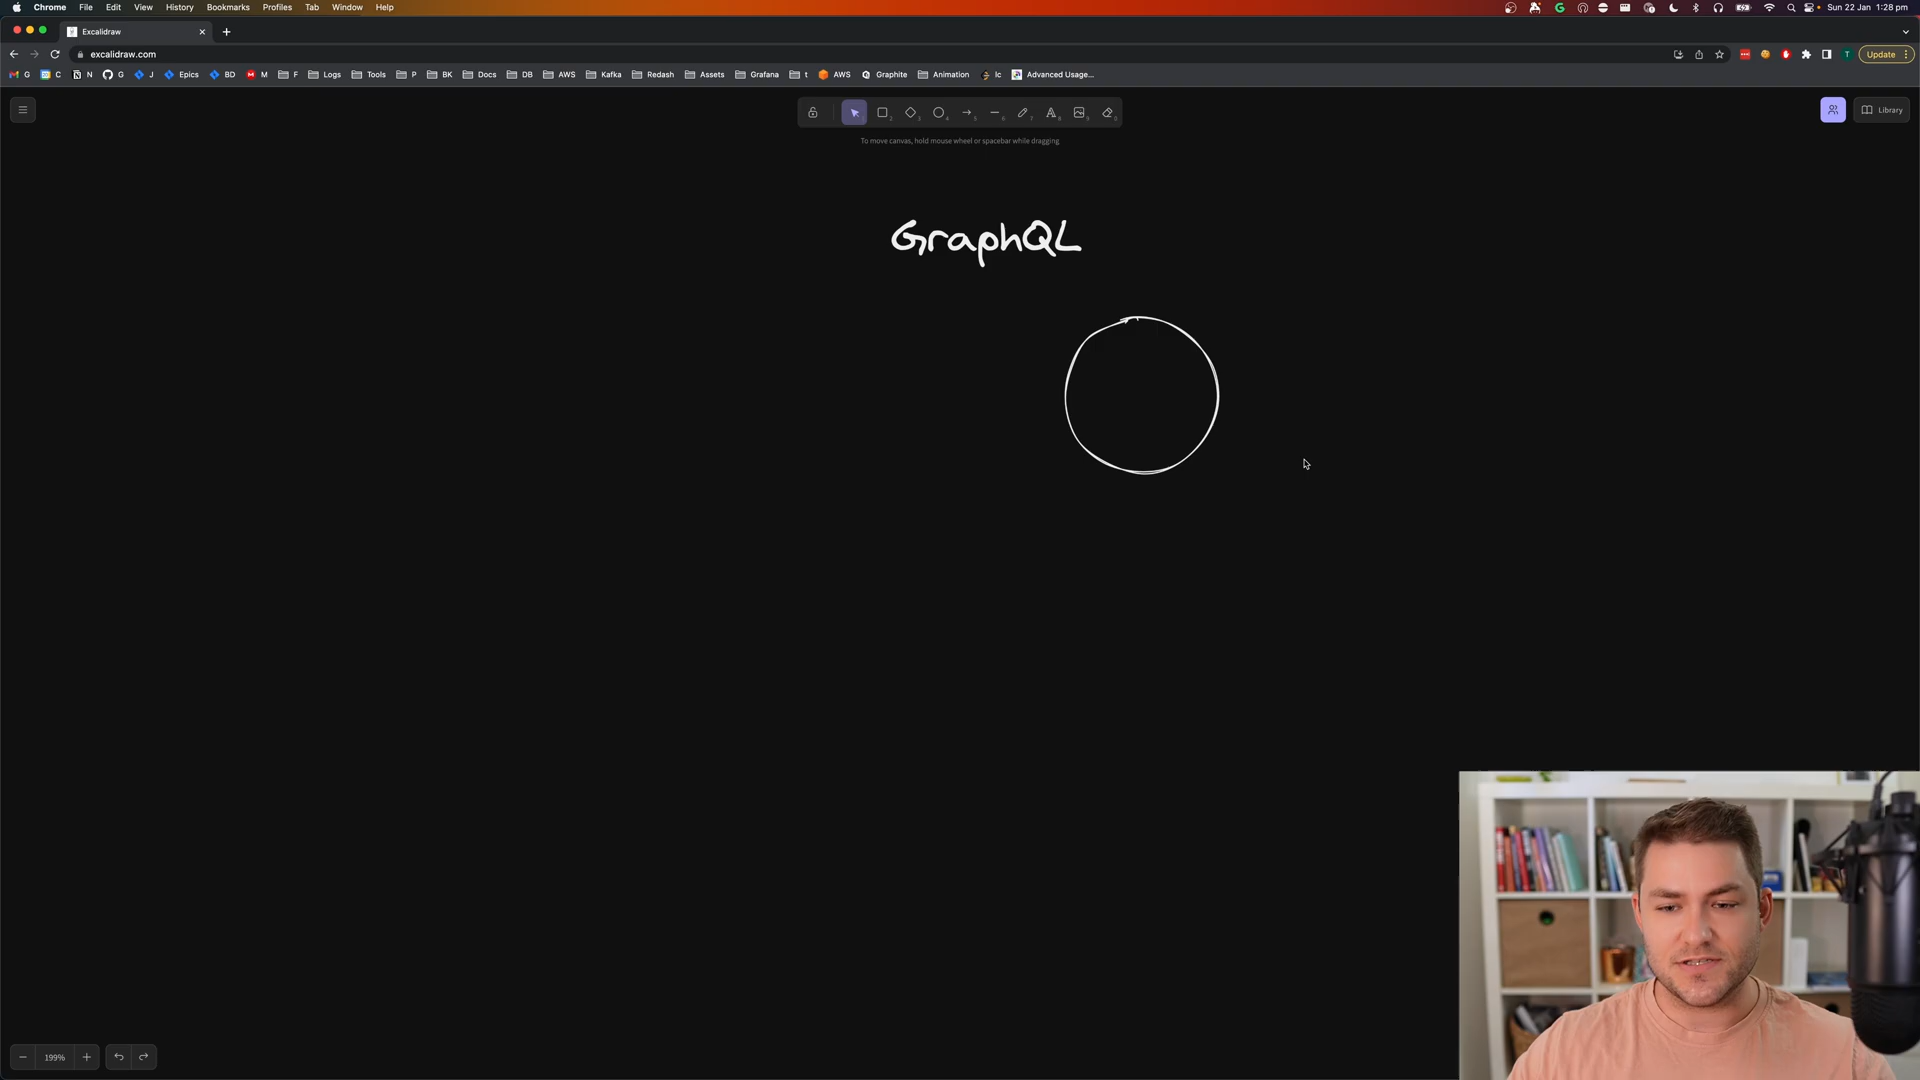 Chrome File Edit View History Bookmarks Profiles Tab Window Help
Sun 22 Jan 1:28 pm
Excalidraw
excalidraw.com
Update
G C N G J Epics BD M F Logs Tools P BK Docs DB AWS Kafka Redash Assets Grafana t AWS Graphite Animation lc Advanced Usage...
Library
To move canvas, hold mouse wheel or spacebar while dragging
GraphQL
199%